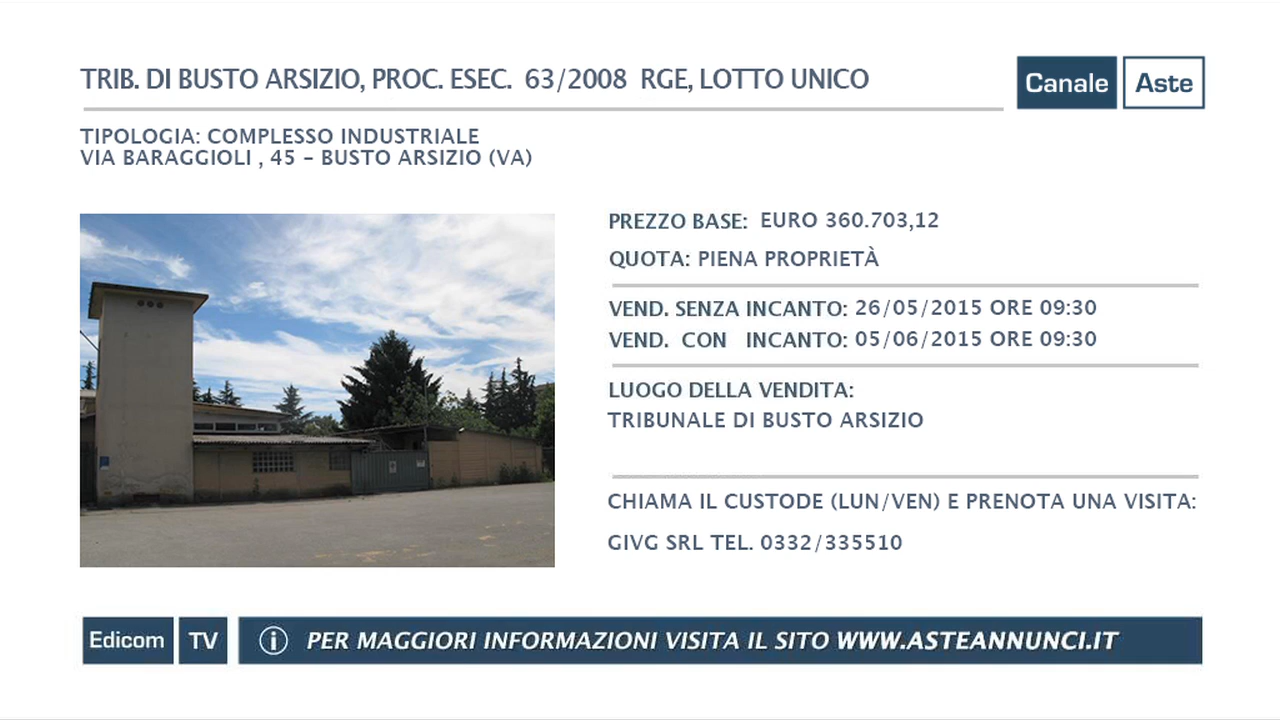 TRIB. DI BUSTO ARSIZIO, PROC. ESEC. 63/2008 RGE, LOTTO UNICO
Canale Aste
TIPOLOGIA: COMPLESSO INDUSTRIALE
VIA BARAGGIOLI , 45 – BUSTO ARSIZIO (VA)
PREZZO BASE: EURO 360.703,12
QUOTA: PIENA PROPRIETÀ
VEND. SENZA INCANTO: 26/05/2015 ORE 09:30
VEND. CON INCANTO: 05/06/2015 ORE 09:30
LUOGO DELLA VENDITA:
TRIBUNALE DI BUSTO ARSIZIO
CHIAMA IL CUSTODE (LUN/VEN) E PRENOTA UNA VISITA:
GIVG SRL TEL. 0332/335510
Edicom TV
PER MAGGIORI INFORMAZIONI VISITA IL SITO WWW.ASTEANNUNCI.IT